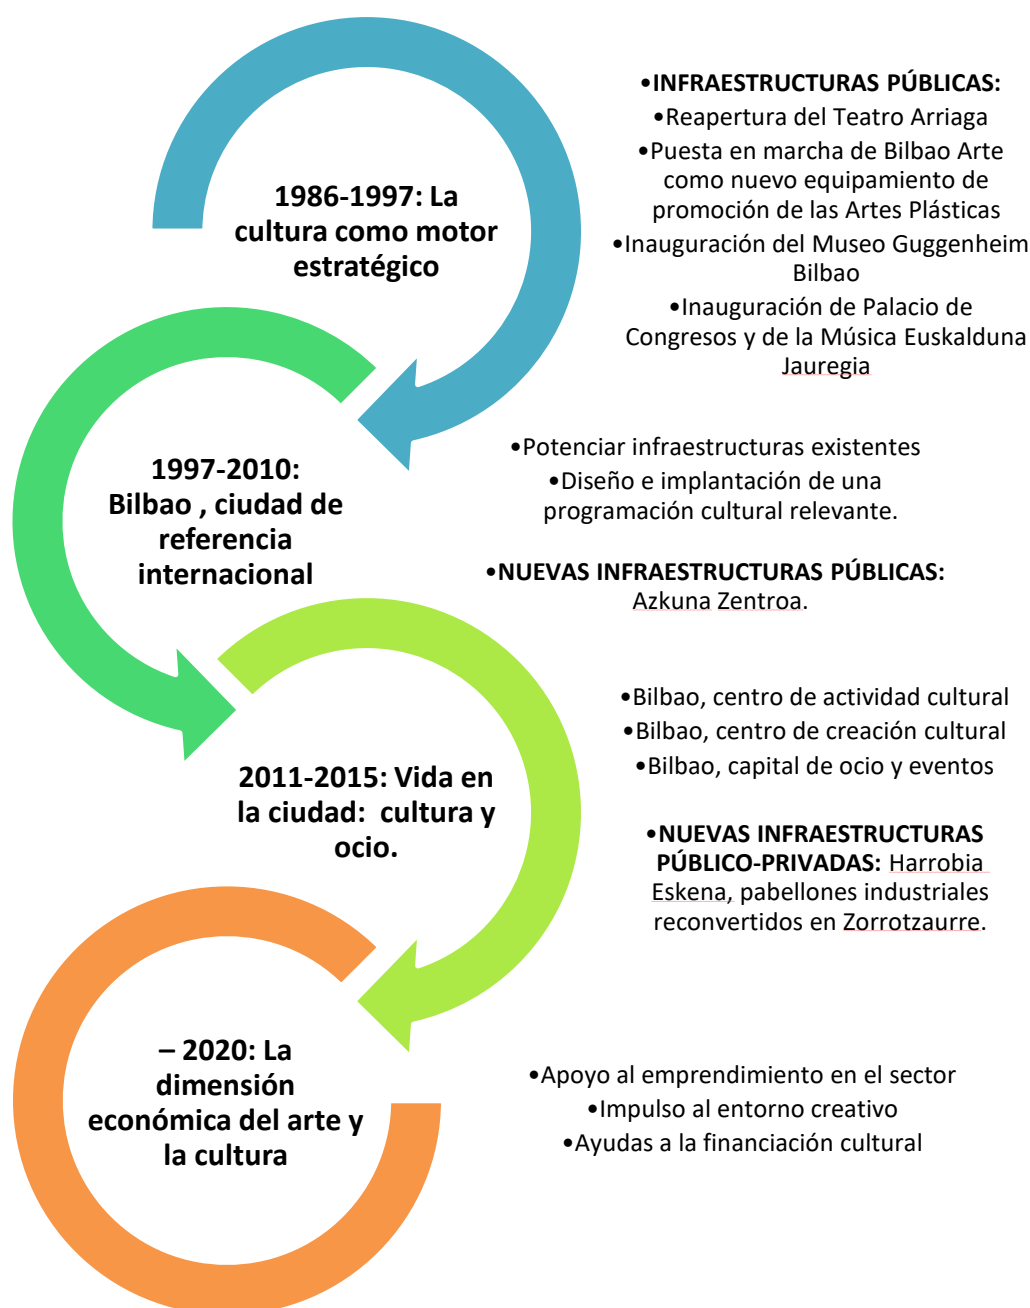 1986-1997: La
cultura como motor
estratégico
•INFRAESTRUCTURAS PÚBLICAS:
•Reapertura del Teatro Arriaga
•Puesta en marcha de Bilbao Arte
como nuevo equipamiento de
promoción de las Artes Plásticas
•Inauguración del Museo Guggenheim
Bilbao
•Inauguración de Palacio de
Congresos y de la Música Euskalduna
Jauregia
1997-2010:
Bilbao , ciudad de
referencia
internacional
•Potenciar infraestructuras existentes
•Diseño e implantación de una
programación cultural relevante.
•NUEVAS INFRAESTRUCTURAS PÚBLICAS:
Azkuna Zentroa.
2011-2015: Vida en
la ciudad: cultura y
ocio.
•Bilbao, centro de actividad cultural
•Bilbao, centro de creación cultural
•Bilbao, capital de ocio y eventos
•NUEVAS INFRAESTRUCTURAS
PÚBLICO-PRIVADAS: Harrobia
Eskena, pabellones industriales
reconvertidos en Zorrotzaurre.
– 2020: La
dimensión
económica del arte y
la cultura
•Apoyo al emprendimiento en el sector
•Impulso al entorno creativo
•Ayudas a la financiación cultural